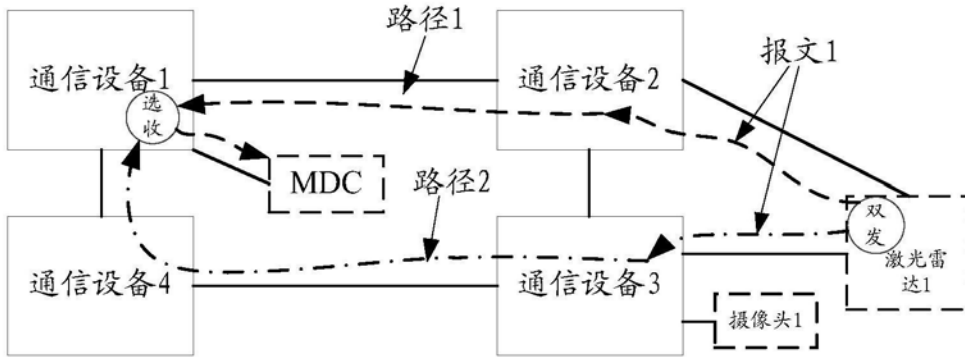 路径1
报文1
通信设备1
通信设备2
选
收
MDC
路径2
双
发
通信设备4
通信设备3
激光雷
达1
摄像头1